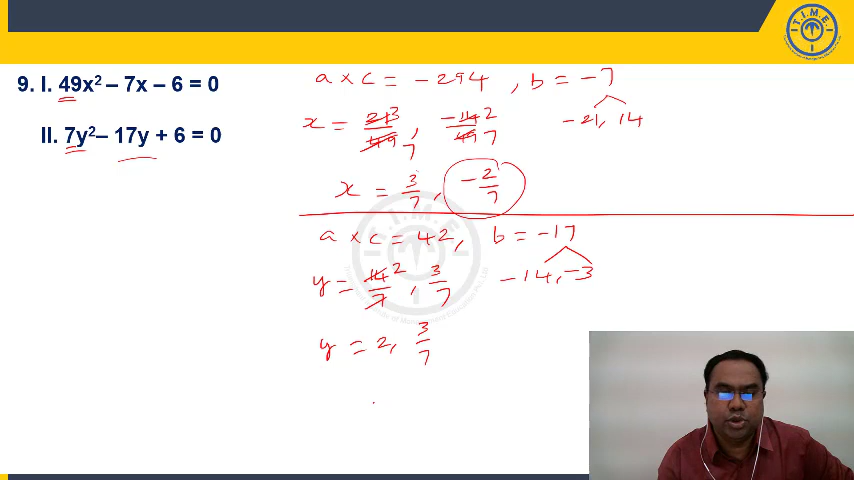 T.I.M.E.
9. I. 49x² – 7x – 6 = 0
II. 7y² – 17y + 6 = 0
a × c = -294, b = -7
-21, 14
x = 21 3/49 7, -14 2/49 7
x = 3/7, -2/7
a × c = 42, b = -17
-14, -3
y = 14 2/7, 3/7
y = 2, 3/7